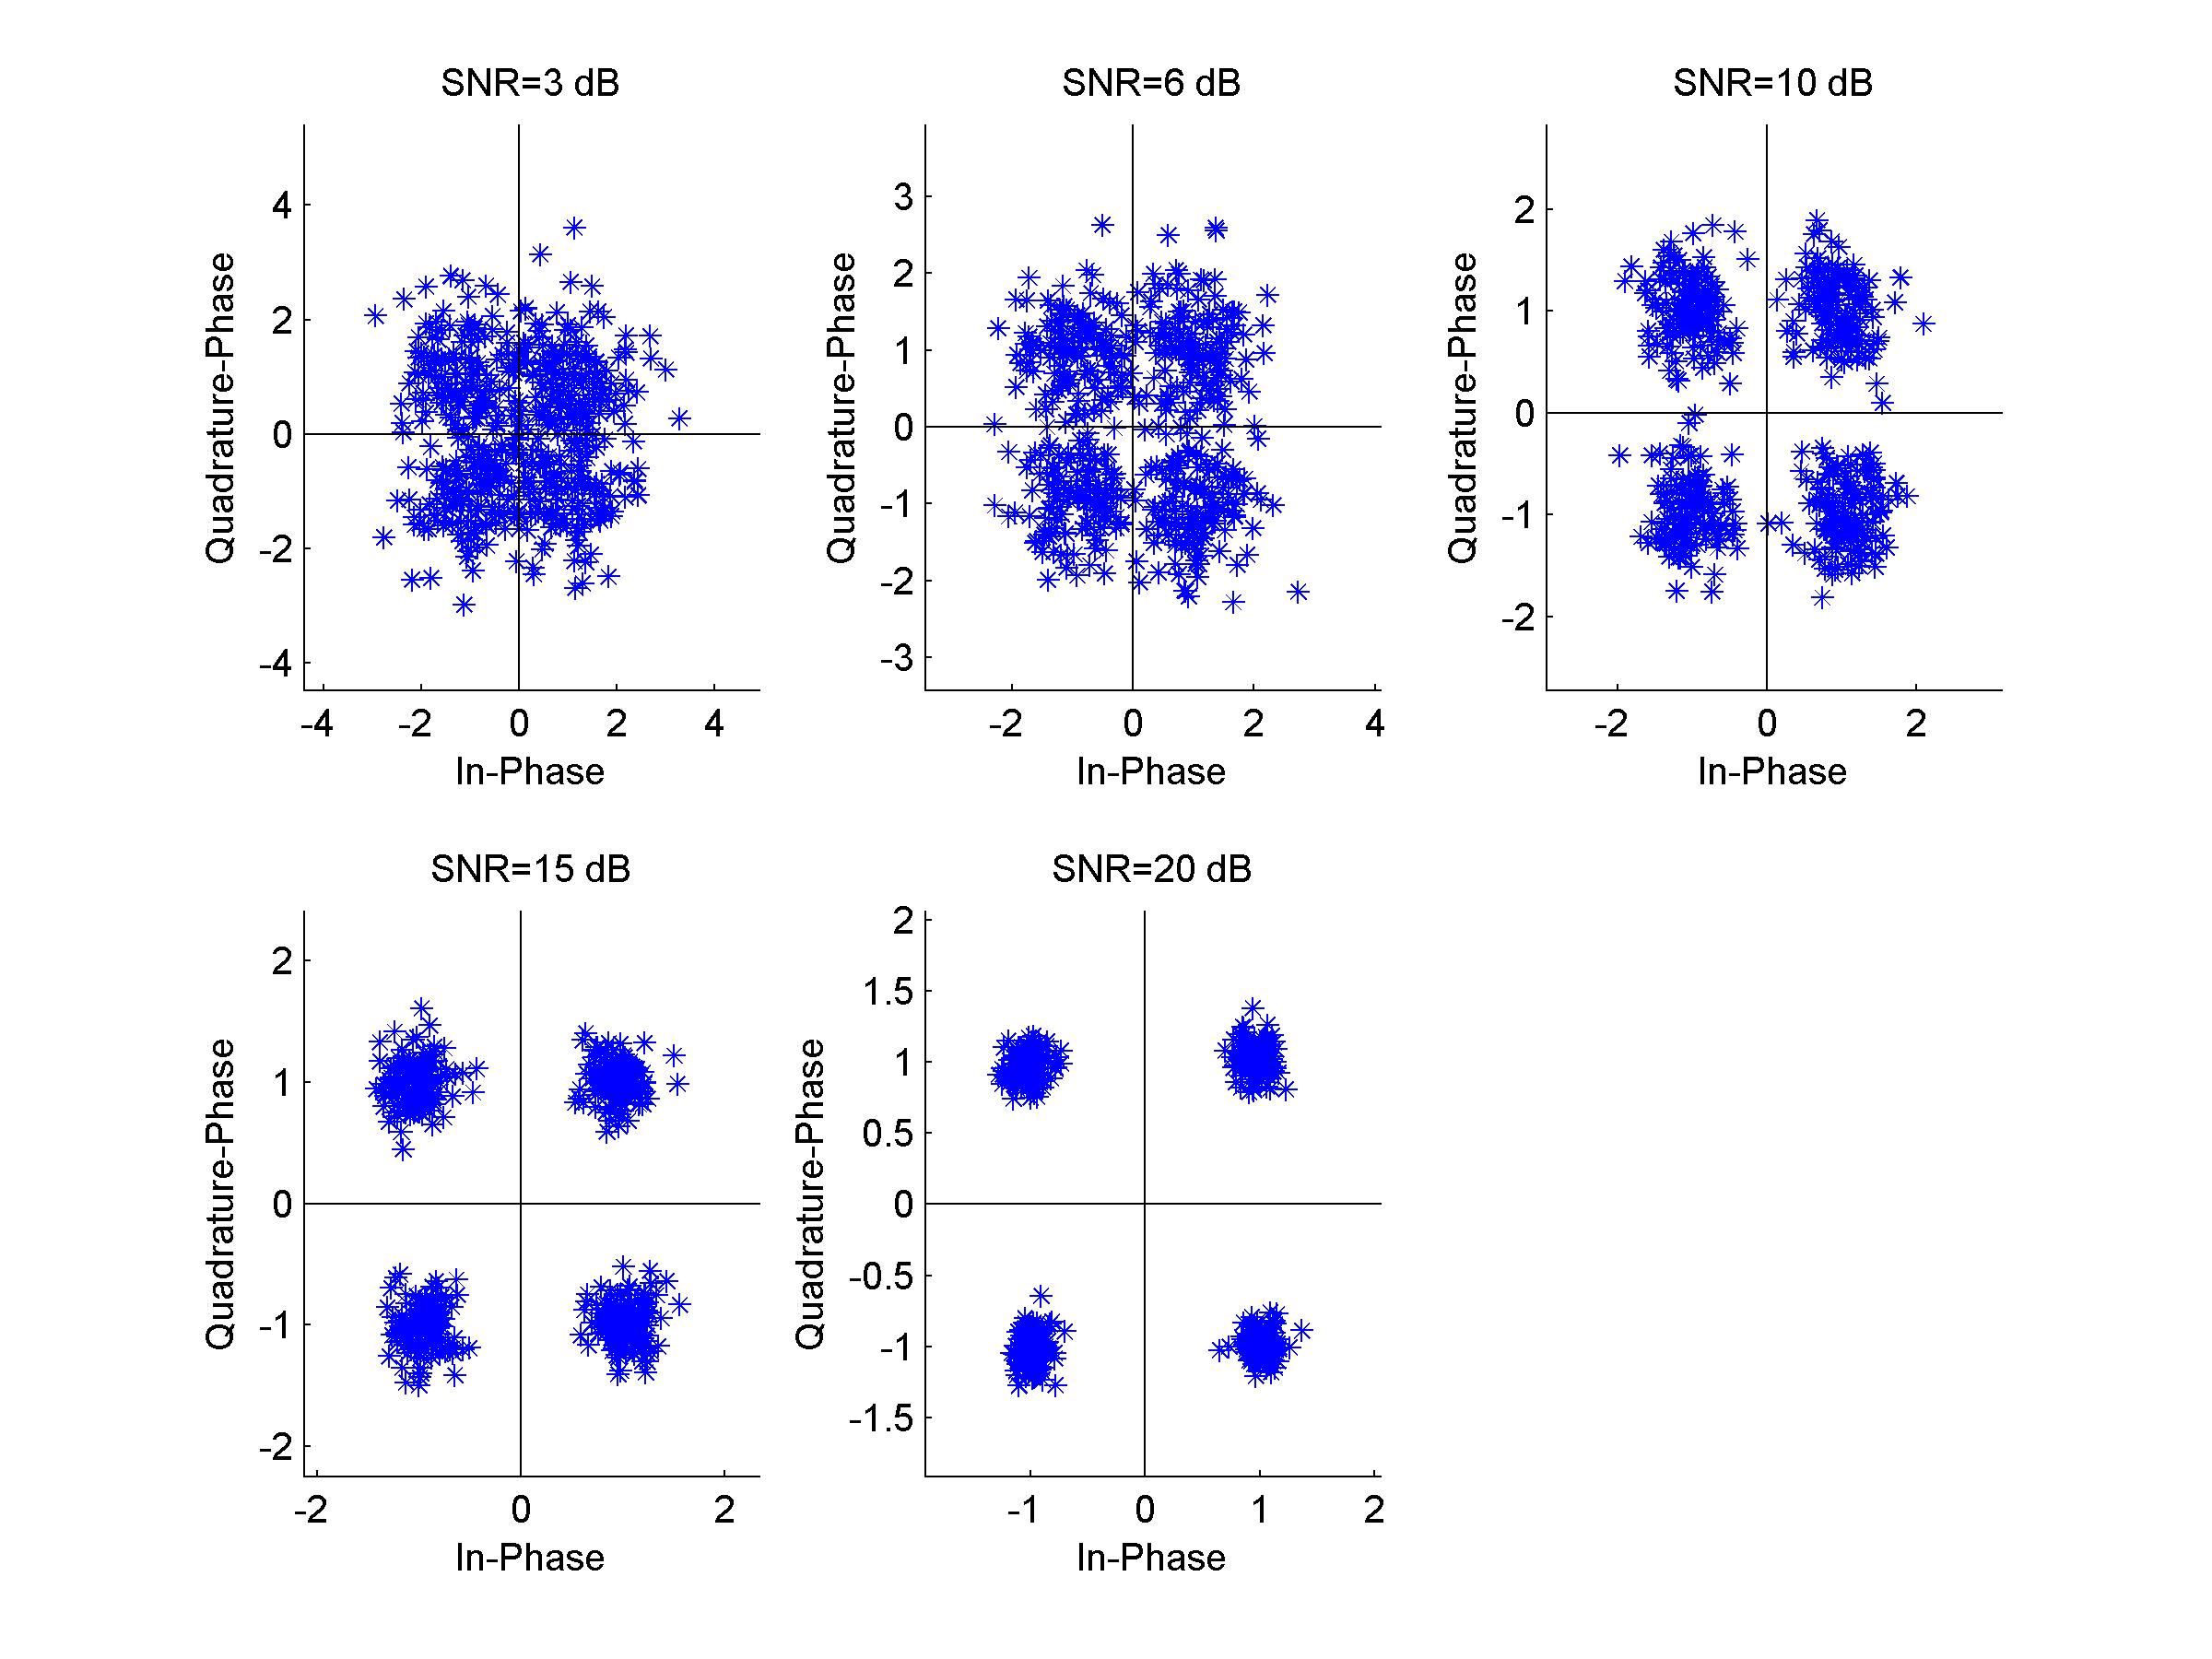 SNR=3 dB
4
2
0
-2
-4
Quadrature-Phase
-4 -2 0 2 4
In-Phase
SNR=6 dB
3
2
1
0
-1
-2
-3
Quadrature-Phase
-2 0 2 4
In-Phase
SNR=10 dB
2
1
0
-1
-2
Quadrature-Phase
-2 0 2
In-Phase
SNR=15 dB
2
1
0
-1
-2
Quadrature-Phase
-2 0 2
In-Phase
SNR=20 dB
2
1.5
1
0.5
0
-0.5
-1
-1.5
Quadrature-Phase
-1 0 1 2
In-Phase